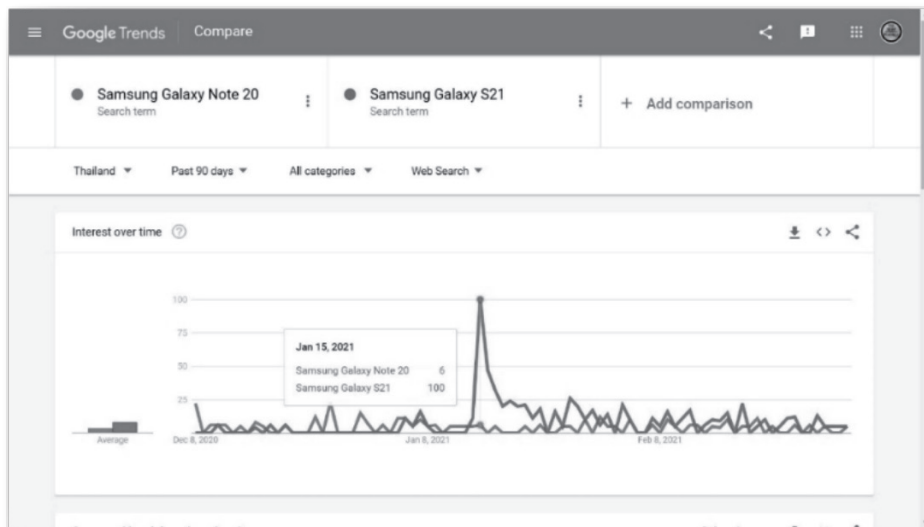 Google Trends Compare
Samsung Galaxy Note 20
Search term
Samsung Galaxy S21
Search term
+ Add comparison
Thailand Past 90 days All categories Web Search
Interest over time
100
75
50
25
Jan 15, 2021
Samsung Galaxy Note 20 6
Samsung Galaxy S21 100
Average
Dec 8, 2020 Jan 8, 2021 Feb 8, 2021